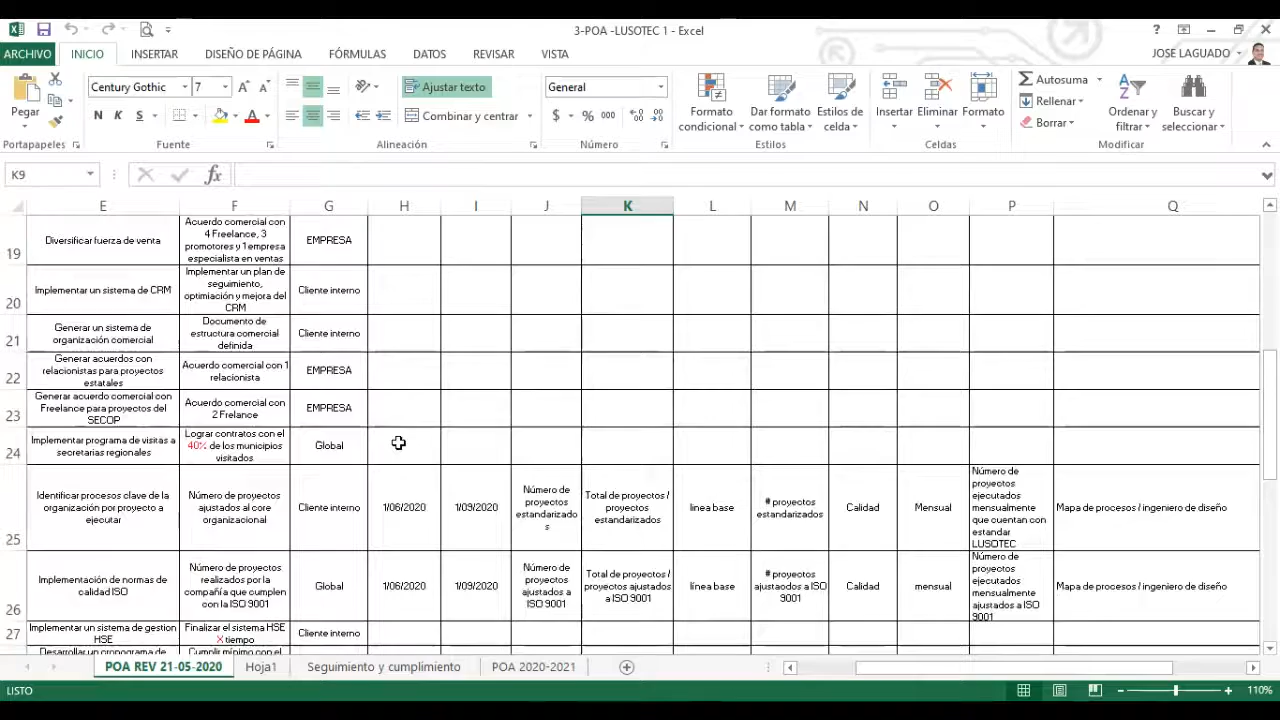 3-POA -LUSOTEC 1 - Excel
ARCHIVO INICIO INSERTAR DISEÑO DE PÁGINA FÓRMULAS DATOS REVISAR VISTA JOSE LAGUADO
Pegar
Century Gothic 7
N K S
Ajustar texto
Combinar y centrar
General
$ % 000
Formato condicional
Dar formato como tabla
Estilos de celda
Insertar Eliminar Formato
Autosuma
Rellenar
Borrar
Ordenar y filtrar
Buscar y seleccionar
Portapapeles Fuente Alineación Número Estilos Celdas Modificar
K9
E F G H I J K L M N O P Q
19
Diversificar fuerza de venta
Acuerdo comercial con
4 Freelance, 3
promotores y 1 empresa
especialista en ventas
EMPRESA
20
Implementar un sistema de CRM
Implementar un plan de
seguimiento,
optimiación y mejora del
CRM
Cliente interno
21
Generar un sistema de
organización comercial
Documento de
estructura comercial
definida
Cliente interno
22
Generar acuerdos con
relacionistas para proyectos
estatales
Acuerdo comercial con 1
relacionista
EMPRESA
23
Generar acuerdo comercial con
Freelance para proyectos del
SECOP
Acuerdo comercial con
2 Frelance
EMPRESA
24
Implementar programa de visitas a
secretarias regionales
Lograr contratos con el
40% de los municipios
visitados
Global
25
Identificar procesos clave de la
organización por proyecto a
ejecutar
Número de proyectos
ajustados al core
organizacional
Cliente interno
1/06/2020
1/09/2020
Número de
proyectos
estandarizado
s
Total de proyectos /
proyectos
estandarizados
linea base
# proyectos
estandarizados
Calidad
Mensual
Número de
proyectos
ejecutados
mensualmente
que cuentan con
estandar
LUSOTEC
Mapa de procesos / ingeniero de diseño
26
Implementación de normas de
calidad ISO
Número de proyectos
realizados por la
compañía que cumplen
con la ISO 9001
Global
1/06/2020
1/09/2020
Número de
proyectos
ajustados a
la ISO 9001
Total de proyectos /
proyectos ajustados
a ISO 9001
línea base
# proyectos
ajustaodos a ISO
9001
Calidad
mensual
Número de
proyectos
ejecutados
mensualmente
ajustados a ISO
9001
Mapa de procesos / ingeniero de diseño
27
Implementar un sistema de gestion
HSE
Finalizar el sistema HSE
X tiempo
Cliente interno
POA REV 21-05-2020 Hoja1 Seguimiento y cumplimiento POA 2020-2021
LISTO 110%